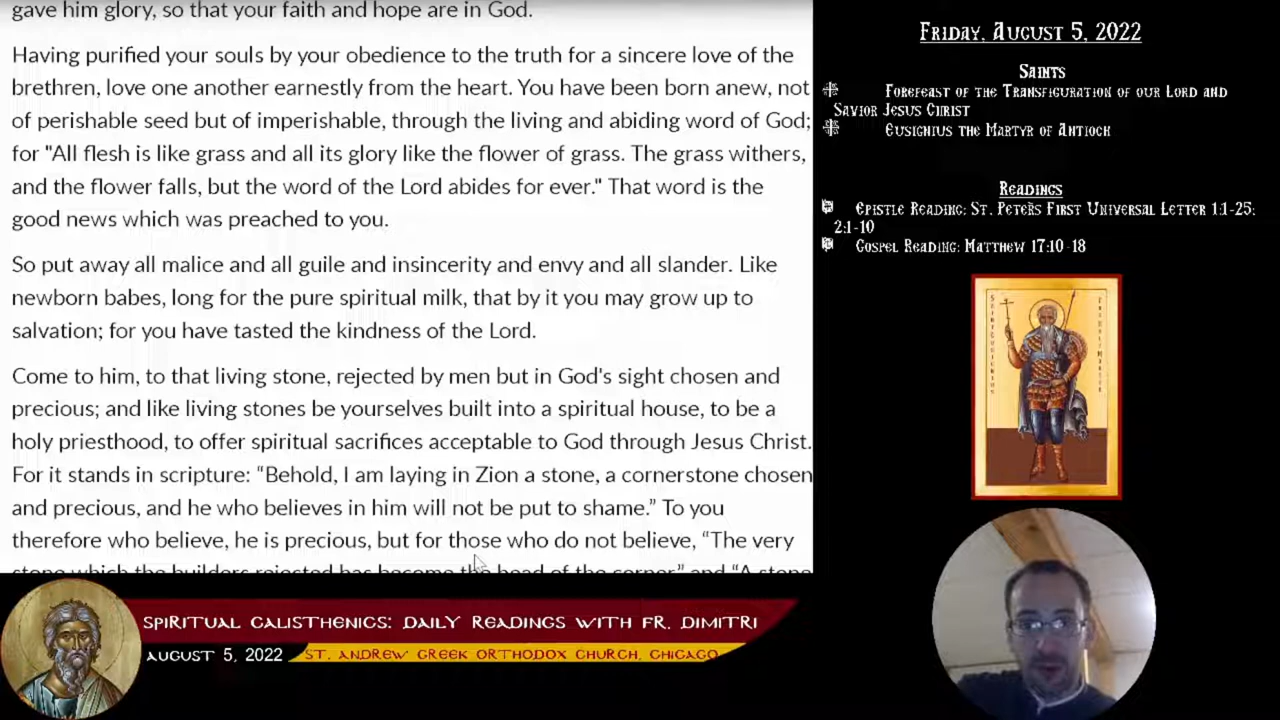 gave him glory, so that your faith and hope are in God.
Having purified your souls by your obedience to the truth for a sincere love of the
brethren, love one another earnestly from the heart. You have been born anew, not
of perishable seed but of imperishable, through the living and abiding word of God;
for "All flesh is like grass and all its glory like the flower of grass. The grass withers,
and the flower falls, but the word of the Lord abides for ever." That word is the
good news which was preached to you.
So put away all malice and all guile and insincerity and envy and all slander. Like
newborn babes, long for the pure spiritual milk, that by it you may grow up to
salvation; for you have tasted the kindness of the Lord.
Come to him, to that living stone, rejected by men but in God's sight chosen and
precious; and like living stones be yourselves built into a spiritual house, to be a
holy priesthood, to offer spiritual sacrifices acceptable to God through Jesus Christ.
For it stands in scripture: “Behold, I am laying in Zion a stone, a cornerstone chosen
and precious, and he who believes in him will not be put to shame.” To you
therefore who believe, he is precious, but for those who do not believe, “The very
stone which the builders rejected has become the head of the corner,” and “A stone
Friday, August 5, 2022
Saints
Forefeast of the Transfiguration of our Lord and
Savior Jesus Christ
Eusignius the Martyr of Antioch
Readings
Epistle Reading: St. Peter's First Universal Letter 1:1-25;
2:1-10
Gospel Reading: Matthew 17:10-18
SPIRITUAL CALISTHENICS: DAILY READINGS WITH FR. DIMITRI
AUGUST 5, 2022
ST. ANDREW GREEK ORTHODOX CHURCH, CHICAGO